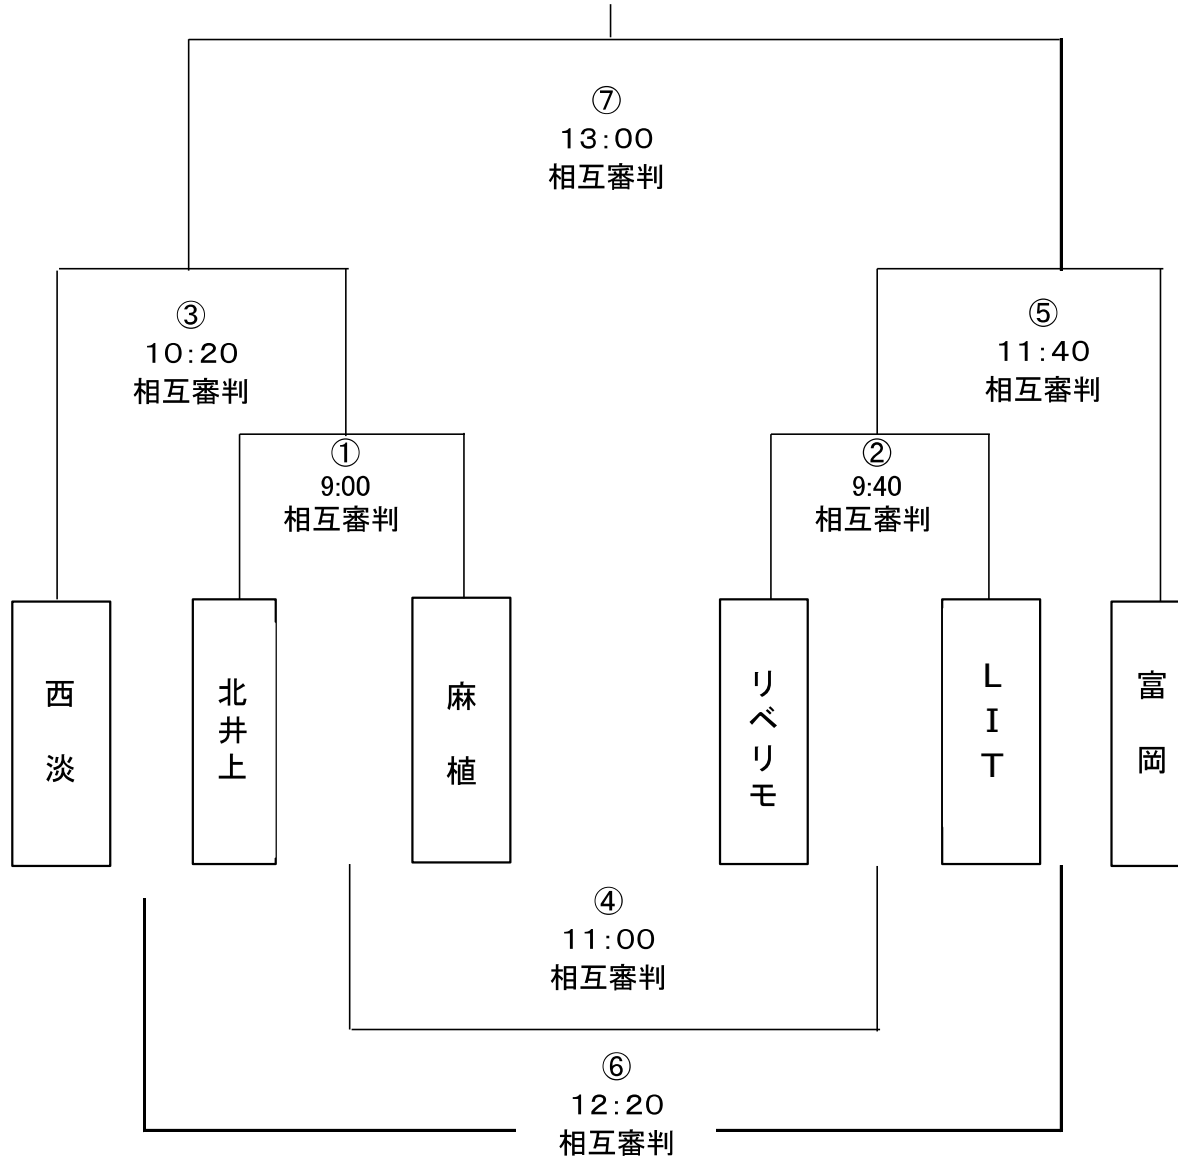 ⑦
13:00
相互審判
③
10:20
相互審判
⑤
11:40
相互審判
①
9:00
相互審判
②
9:40
相互審判
西淡
北井上
麻植
リベリモ
LIT
富岡
④
11:00
相互審判
⑥
12:20
相互審判